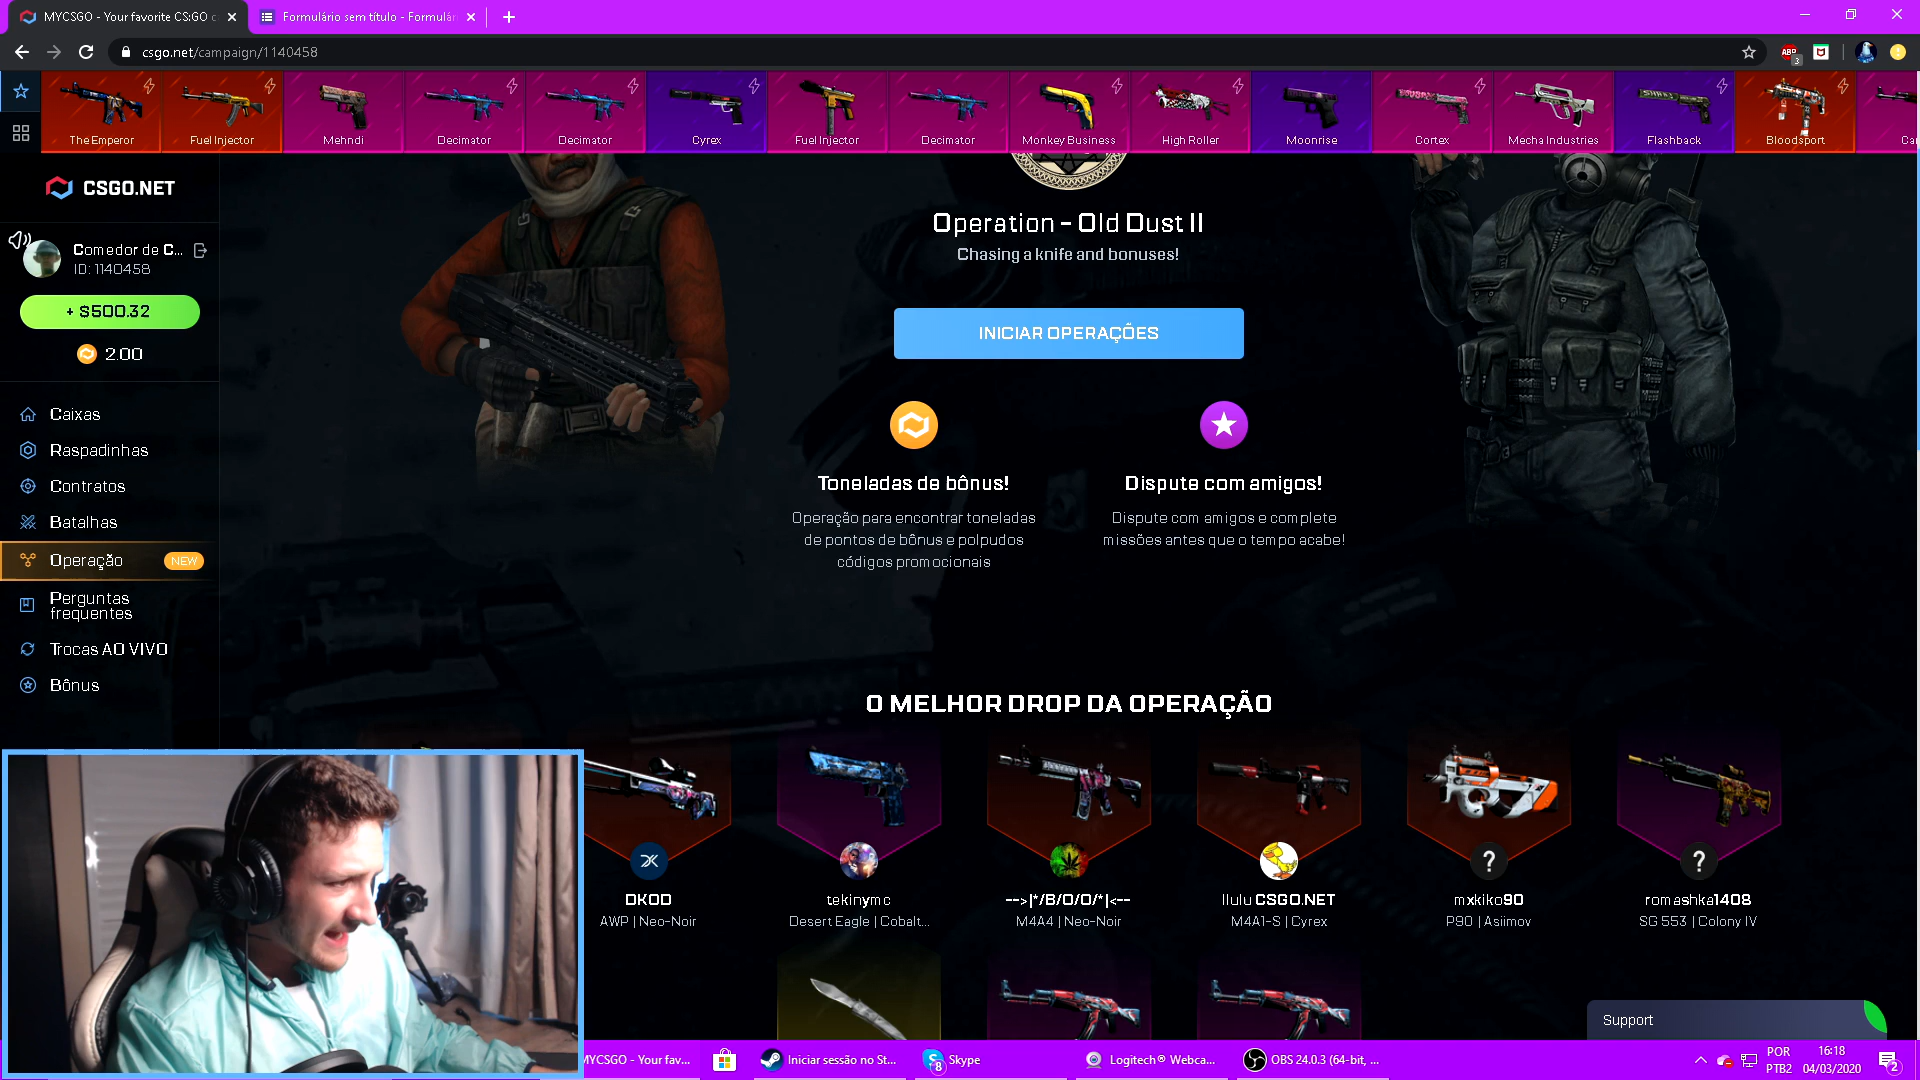 MYCSGO - Your favorite CS:GO c
Formulário sem título - Formulár
csgo.net/campaign/1140458
ABP
3
The Emperor
Fuel Injector
Mehndi
Decimator
Decimator
Cyrex
Fuel Injector
Decimator
Monkey Business
High Roller
Moonrise
Cortex
Mecha Industries
Flashback
Bloodsport
Ca
CSGO.NET
Comedor de C...
ID: 1140458
+ $500.32
2.00
Caixas
Raspadinhas
Contratos
Batalhas
Operação
NEW
Perguntas
frequentes
Trocas AO VIVO
Bônus
Operation - Old Dust II
Chasing a knife and bonuses!
INICIAR OPERAÇÕES
Toneladas de bônus!
Operação para encontrar toneladas
de pontos de bônus e polpudos
códigos promocionais
Dispute com amigos!
Dispute com amigos e complete
missões antes que o tempo acabe!
O MELHOR DROP DA OPERAÇÃO
DKOD
AWP | Neo-Noir
tekinymc
Desert Eagle | Cobalt...
-->|*/B/O/O/*|<--
M4A4 | Neo-Noir
llulu CSGO.NET
M4A1-S | Cyrex
?
mxkiko90
P90 | Asiimov
?
romashka1408
SG 553 | Colony IV
Support
MYCSGO - Your fav...
Iniciar sessão no St...
8
Skype
Logitech® Webca...
OBS 24.0.3 (64-bit, ...
POR
PTB2
16:18
04/03/2020
2